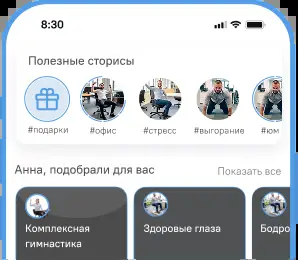 8:30
Полезные сторисы
#подарки #офис #стресс #выгорание #юм
Анна, подобрали для вас Показать все
Комплексная гимнастика
Здоровые глаза
Бодро